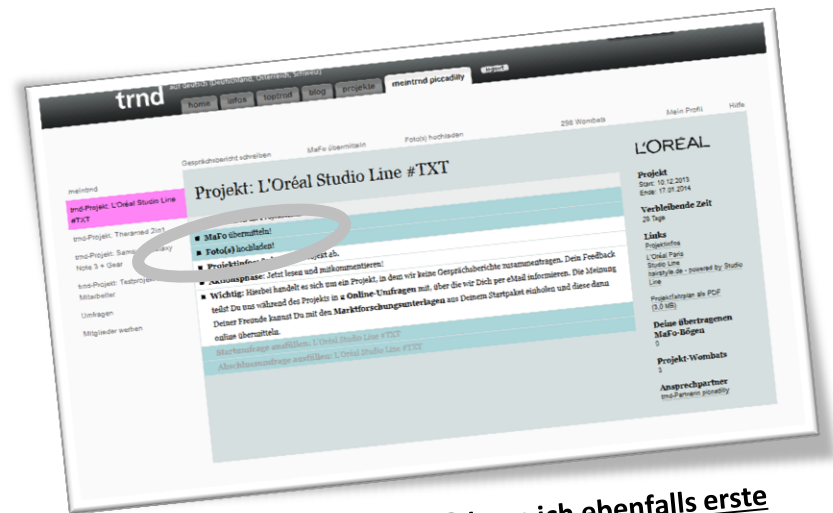 trnd auf deutsch (Deutschland, Österreich, Schweiz)
home infos toptrnd blog projekte meintrnd piccadilly logout
Gesprächsbericht schreiben MaFo übermitteln Foto(s) hochladen 298 Wombats Mein Profil Hilfe
meintrnd
trnd-Projekt: L'Oréal Studio Line
#TXT
trnd-Projekt: Theramed 2in1
trnd-Projekt:
Note 3 + Gear
trnd-Projekt:
Mitarbeiter
Umfragen
Mitglieder werben
Projekt: L'Oréal Studio Line #TXT
MaFo übermitteln!
Foto(s) hochladen!
ab.
Aktionsphase: Jetzt lesen und mitkommentieren!
Wichtig: Hierbei handelt es sich um ein Projekt, in dem wir keine Gesprächsberichte zusammentragen. Dein Feedback
teilst Du uns während des Projekts in 2 Online-Umfragen mit, über die wir Dich per eMail informieren. Die Meinung
Deiner Freunde kannst Du mit den Marktforschungsunterlagen aus Deinem Startpaket einholen und diese dann
online übermitteln.
Startumfrage ausfüllen: L'Oréal Studio Line #TXT
Abschlussumfrage ausfüllen: L'Oréal Studio Line #TXT
L'ORÉAL
Projekt
Start: 10.12.2013
Ende: 17.01.2014
Verbleibende Zeit
29 Tage
Links
Projektinfos
L'Oréal Paris
Studio Line
hairstyle.de - powered by Studio
Line
Projektfahrplan als PDF
(3,0 MB)
Deine übertragenen
MaFo-Bögen
0
Projekt-Wombats
3
Ansprechpartner
trnd-Partnerin piccadilly
ich ebenfalls erste